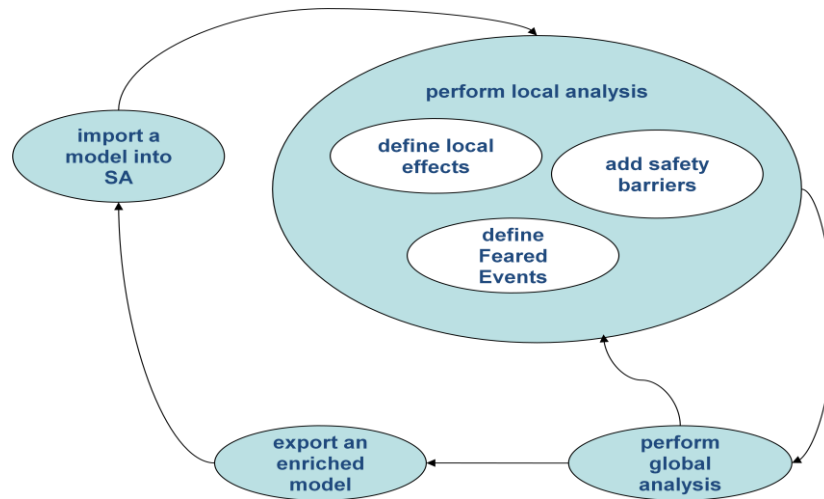 perform local analysis
import a
model into
SA
define local
effects
add safety
barriers
define
Feared
Events
export an
enriched
model
perform
global
analysis